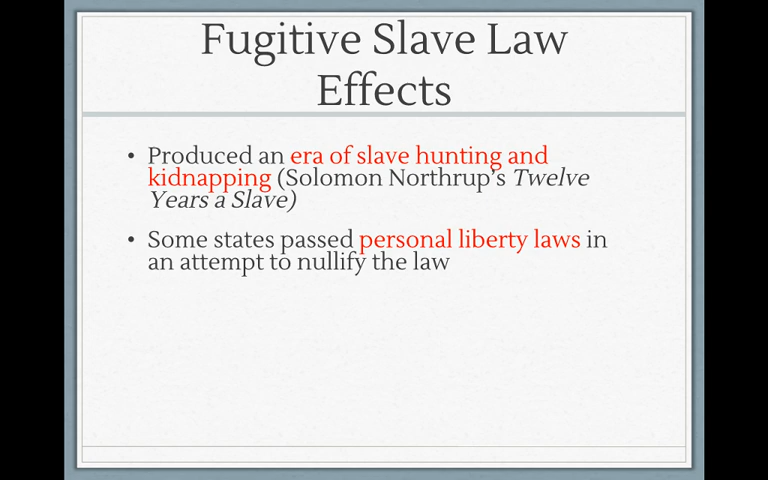 Fugitive Slave Law
Effects
• Produced an era of slave hunting and
kidnapping (Solomon Northrup's Twelve
Years a Slave)
• Some states passed personal liberty laws in
an attempt to nullify the law